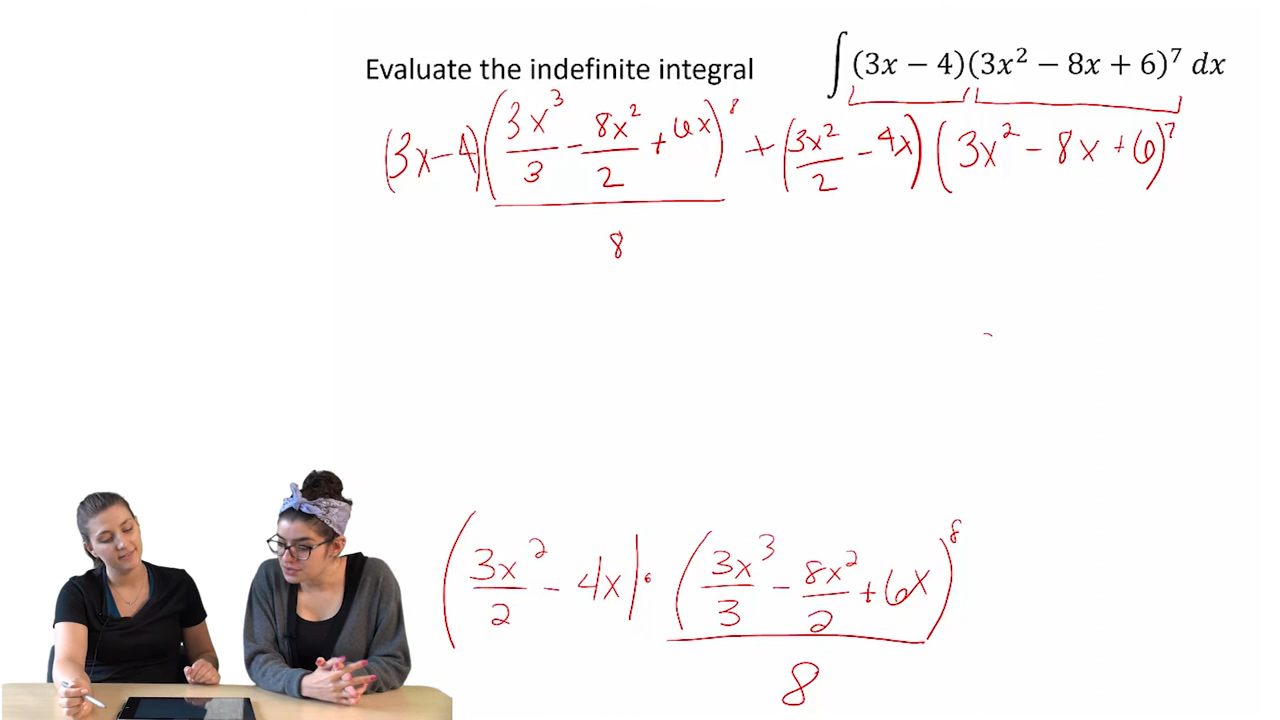 Evaluate the indefinite integral ∫ (3x − 4)(3x² − 8x + 6)⁷ dx
(3x−4) (3x³/3 − 8x²/2 + 6x)⁸/8 + (3x²/2 − 4x) (3x² − 8x + 6)⁷
(3x²/2 − 4x) · (3x³/3 − 8x²/2 + 6x)⁸/8